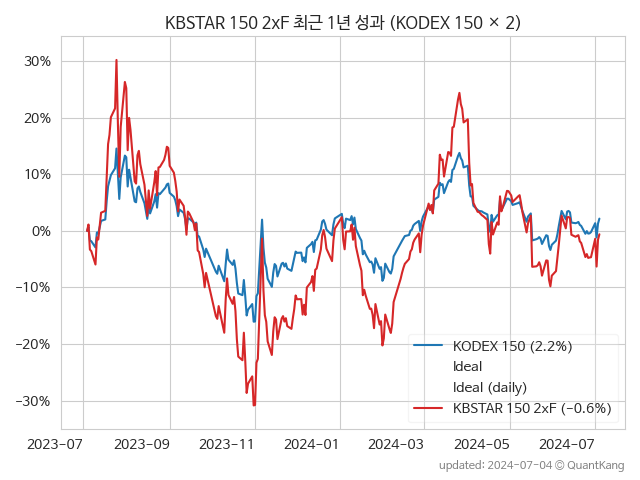 KBSTAR 150 2xF 최근 1년 성과 (KODEX 150 × 2)
30%
20%
10%
0%
−10%
−20%
−30%
2023−07
2023−09
2023−11
2024−01
2024−03
2024−05
2024−07
KODEX 150 (2.2%)
Ideal
Ideal (daily)
KBSTAR 150 2xF (−0.6%)
updated: 2024-07-04 © QuantKang